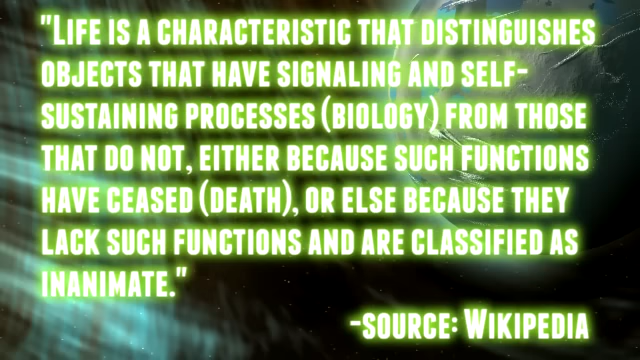 "Life is a characteristic that distinguishes
objects that have signaling and self-
sustaining processes (biology) from those
that do not, either because such functions
have ceased (death), or else because they
lack such functions and are classified as
inanimate."
-source: Wikipedia